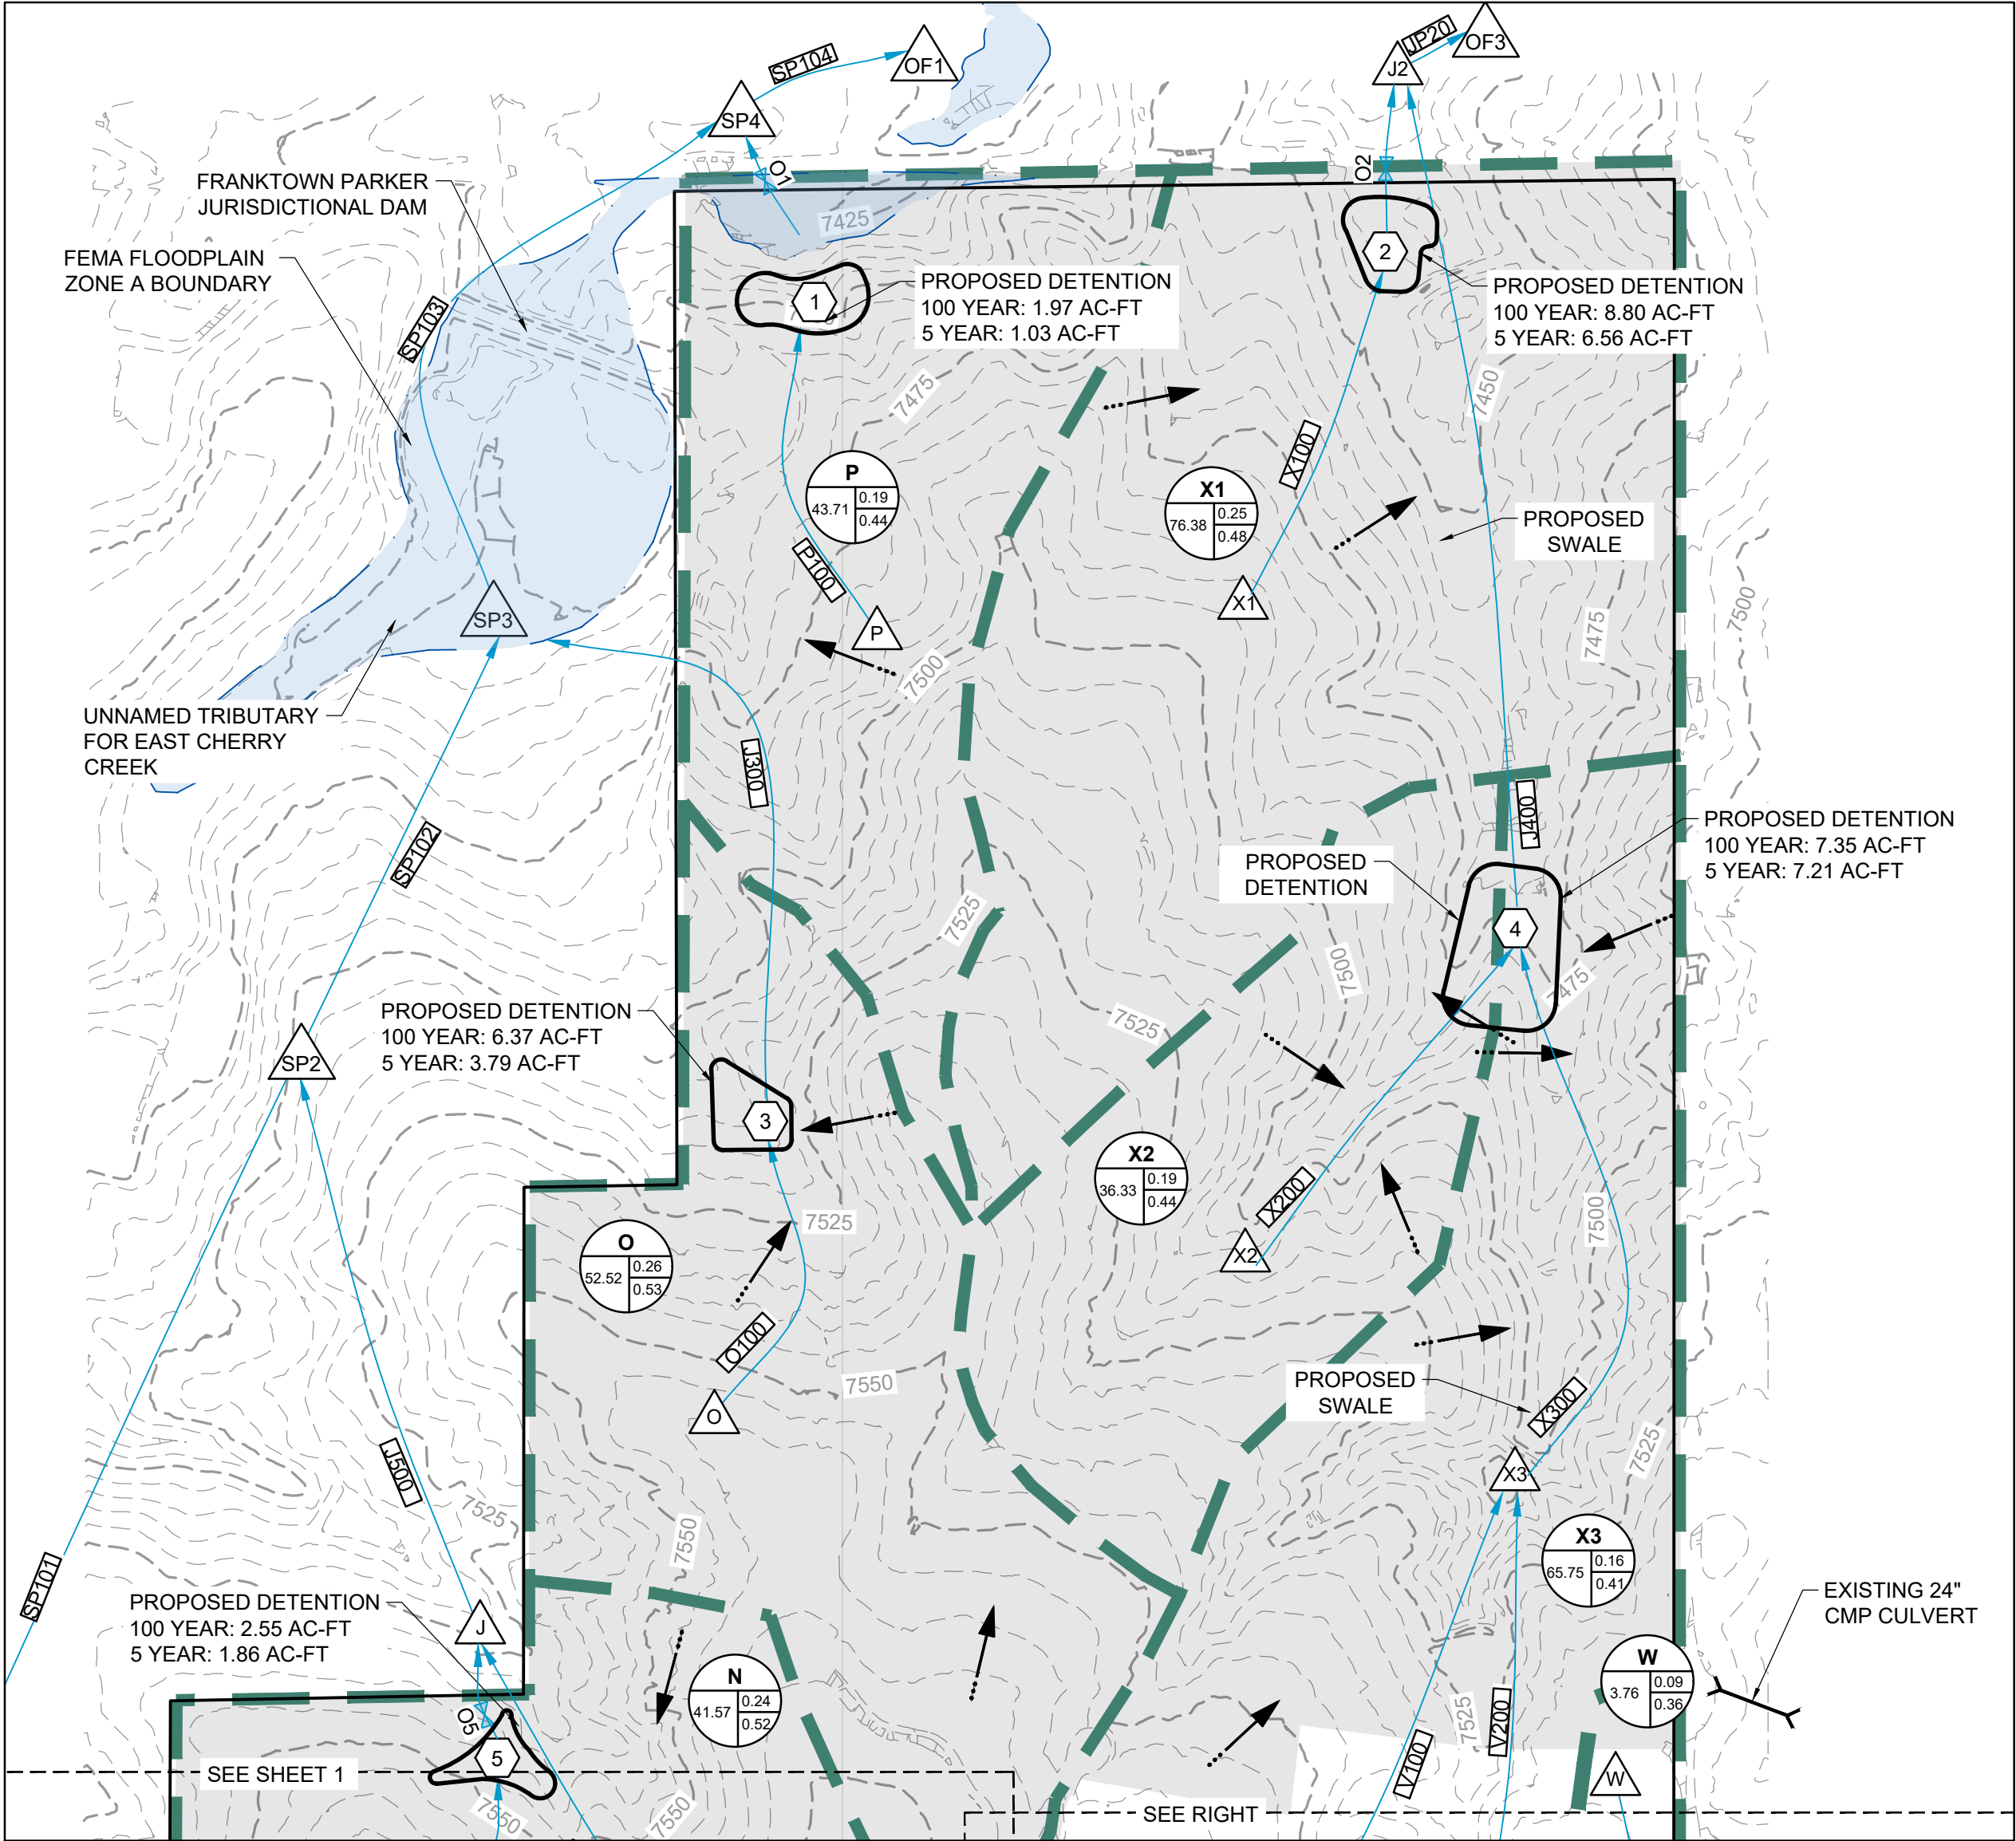 OF3
JP20
J2
OF1
SP104
SP4
O1
O2
FRANKTOWN PARKER
JURISDICTIONAL DAM
FEMA FLOODPLAIN
ZONE A BOUNDARY
7425
1
PROPOSED DETENTION
100 YEAR: 1.97 AC-FT
5 YEAR: 1.03 AC-FT
2
PROPOSED DETENTION
100 YEAR: 8.80 AC-FT
5 YEAR: 6.56 AC-FT
SP103
7475
7450
X100
P
43.71
0.19
0.44
X1
76.38
0.25
0.48
PROPOSED
SWALE
P100
X1
P
SP3
7500
7475
7500
UNNAMED TRIBUTARY
FOR EAST CHERRY
CREEK
J300
J400
SP102
PROPOSED
DETENTION
PROPOSED DETENTION
100 YEAR: 7.35 AC-FT
5 YEAR: 7.21 AC-FT
7525
4
7500
7475
PROPOSED DETENTION
100 YEAR: 6.37 AC-FT
5 YEAR: 3.79 AC-FT
7525
SP2
3
X2
36.33
0.19
0.44
X200
7525
7500
O
52.52
0.26
0.53
X2
O100
7550
PROPOSED
SWALE
X300
O
7525
J500
X3
7525
7550
X3
65.75
0.16
0.41
SP101
PROPOSED DETENTION
100 YEAR: 2.55 AC-FT
5 YEAR: 1.86 AC-FT
J
EXISTING 24"
CMP CULVERT
N
41.57
0.24
0.52
W
3.76
0.09
0.36
O5
7525
V200
V100
5
SEE SHEET 1
W
7550
7550
SEE RIGHT